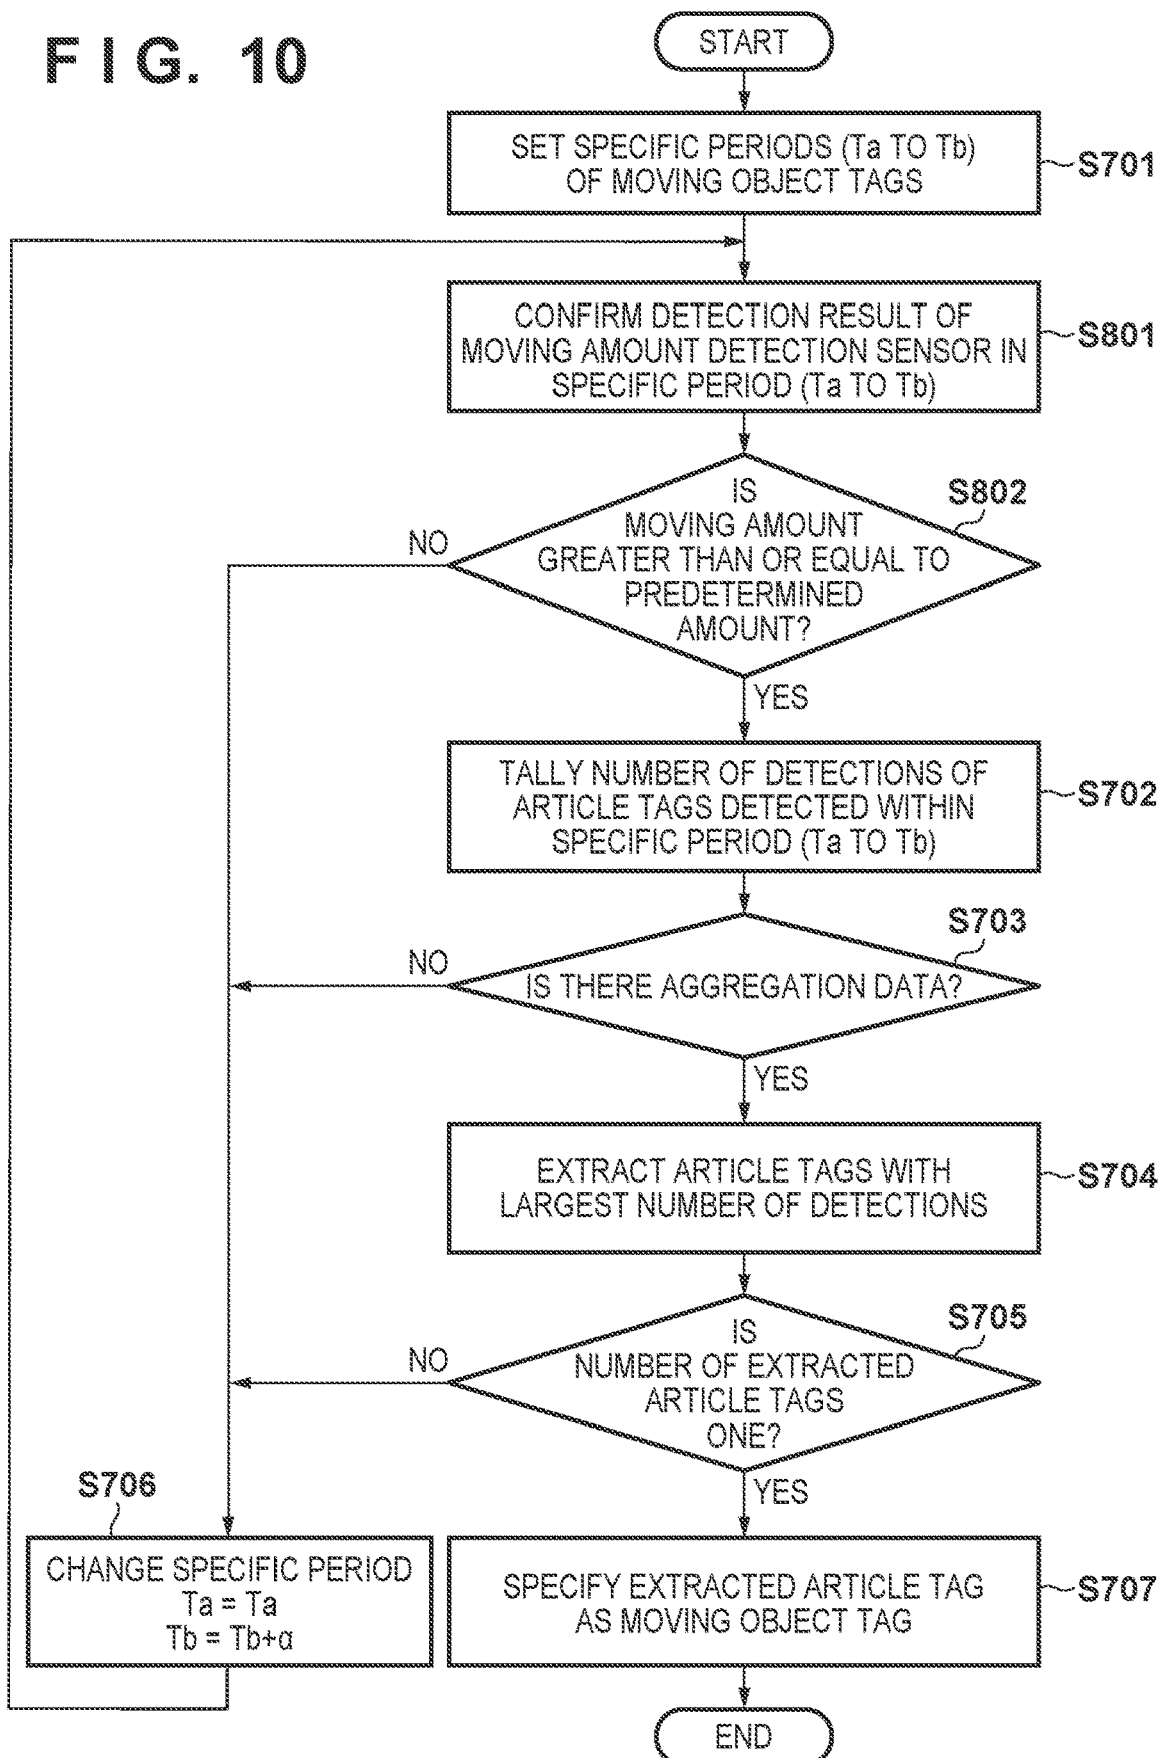 FIG. 10
START
SET SPECIFIC PERIODS (Ta TO Tb)
OF MOVING OBJECT TAGS
S701
CONFIRM DETECTION RESULT OF
MOVING AMOUNT DETECTION SENSOR IN
SPECIFIC PERIOD (Ta TO Tb)
S801
IS
MOVING AMOUNT
GREATER THAN OR EQUAL TO
PREDETERMINED
AMOUNT?
S802
NO
YES
TALLY NUMBER OF DETECTIONS OF
ARTICLE TAGS DETECTED WITHIN
SPECIFIC PERIOD (Ta TO Tb)
S702
IS THERE AGGREGATION DATA?
S703
NO
YES
EXTRACT ARTICLE TAGS WITH
LARGEST NUMBER OF DETECTIONS
S704
IS
NUMBER OF EXTRACTED
ARTICLE TAGS
ONE?
S705
NO
YES
S706
CHANGE SPECIFIC PERIOD
Ta = Ta
Tb = Tb+α
SPECIFY EXTRACTED ARTICLE TAG
AS MOVING OBJECT TAG
S707
END